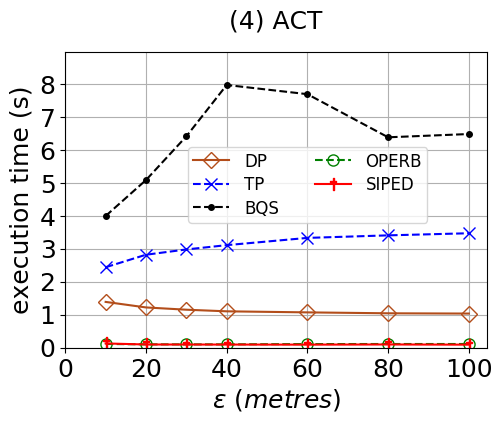 (4) ACT
execution time (s)
8
7
6
5
4
3
2
1
0
DP
TP
BQS
OPERB
SIPED
0 20 40 60 80 100
ε (metres)